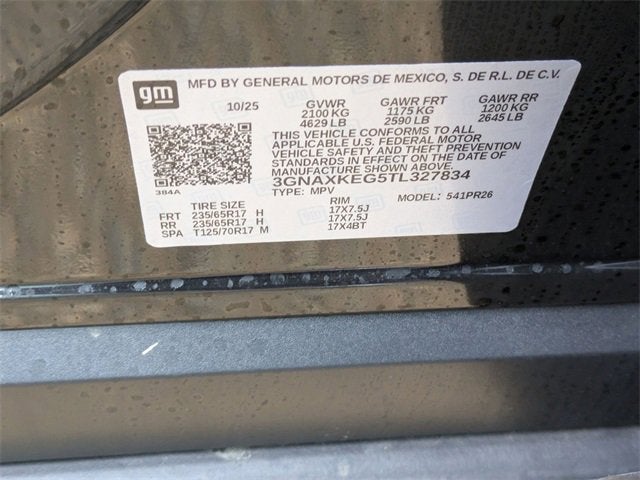 gm MFD BY GENERAL MOTORS DE MEXICO, S. DE R.L. DE C.V.
10/25 GVWR GAWR FRT GAWR RR
2100 KG 1175 KG 1200 KG
4629 LB 2590 LB 2645 LB
THIS VEHICLE CONFORMS TO ALL
APPLICABLE U.S. FEDERAL MOTOR
VEHICLE SAFETY AND THEFT PREVENTION
STANDARDS IN EFFECT ON THE DATE OF
MANUFACTURE SHOWN ABOVE.
384A 3GNAXKEG5TL327834
TYPE: MPV MODEL: 541PR26
TIRE SIZE RIM
FRT 235/65R17 H 17X7.5J
RR 235/65R17 H 17X7.5J
SPA T125/70R17 M 17X4BT